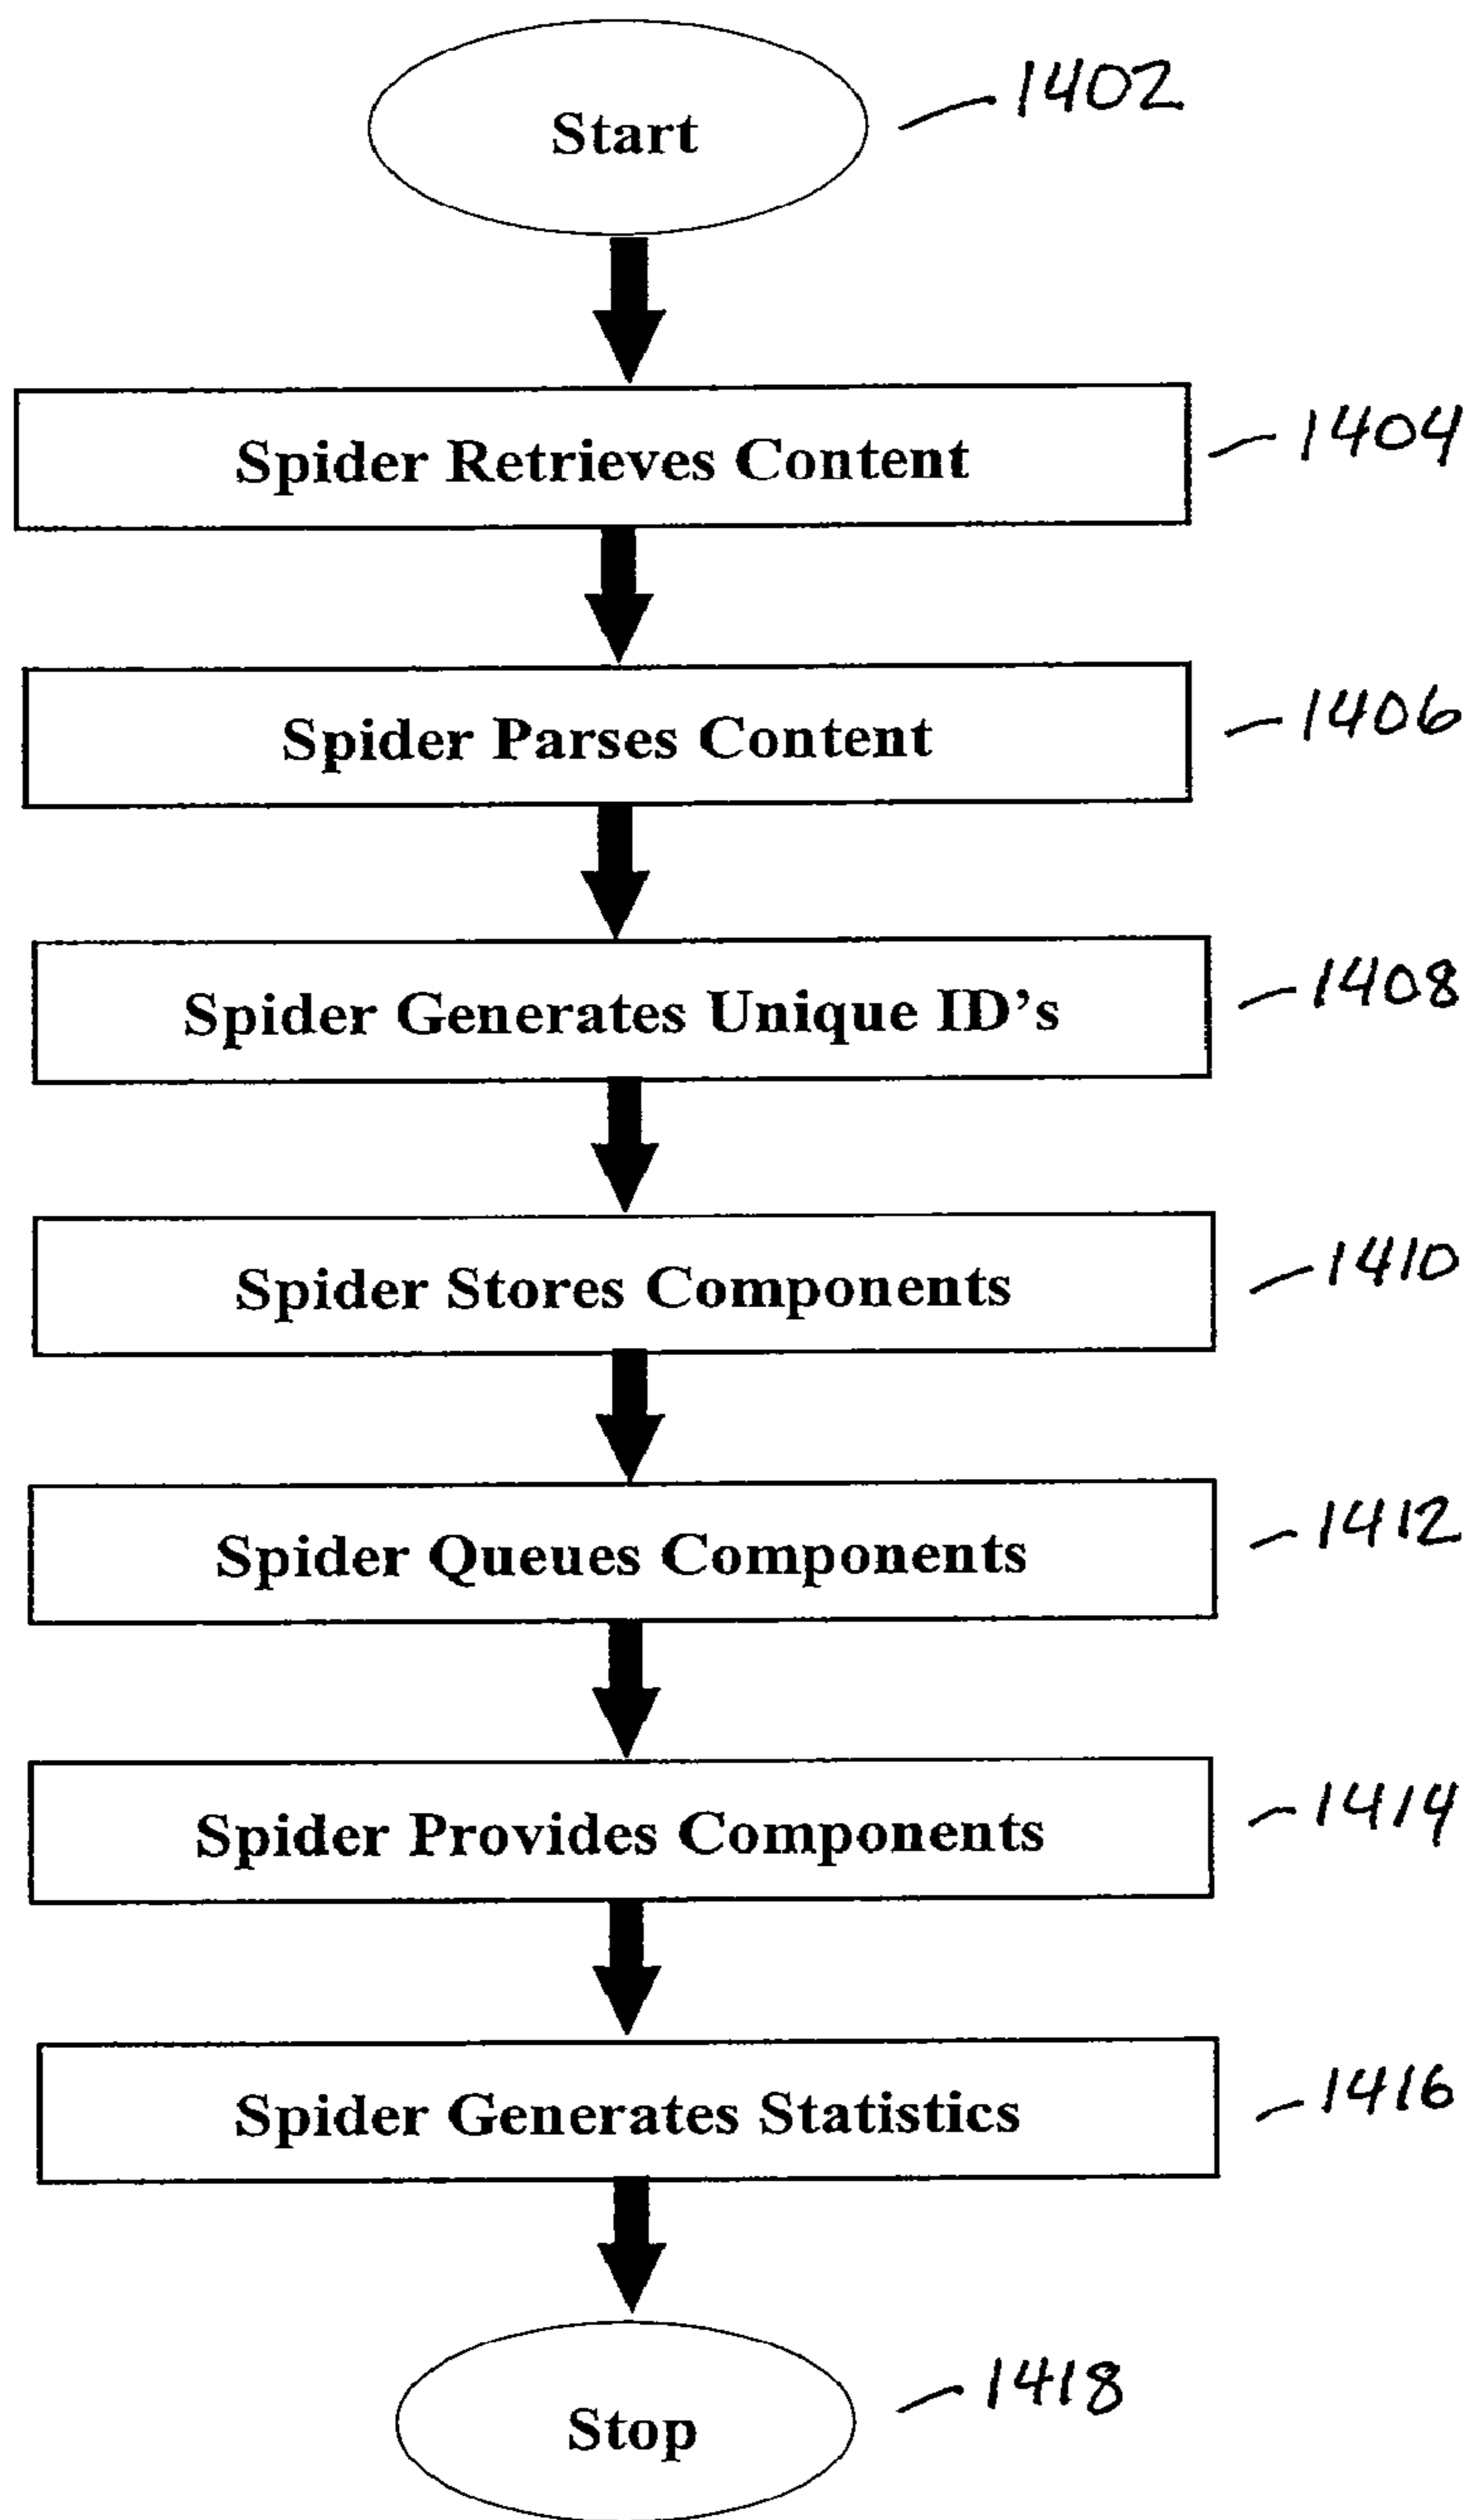 Start
1402
Spider Retrieves Content
1404
Spider Parses Content
1406
Spider Generates Unique ID's
1408
Spider Stores Components
1410
Spider Queues Components
1412
Spider Provides Components
1414
Spider Generates Statistics
1416
Stop
1418